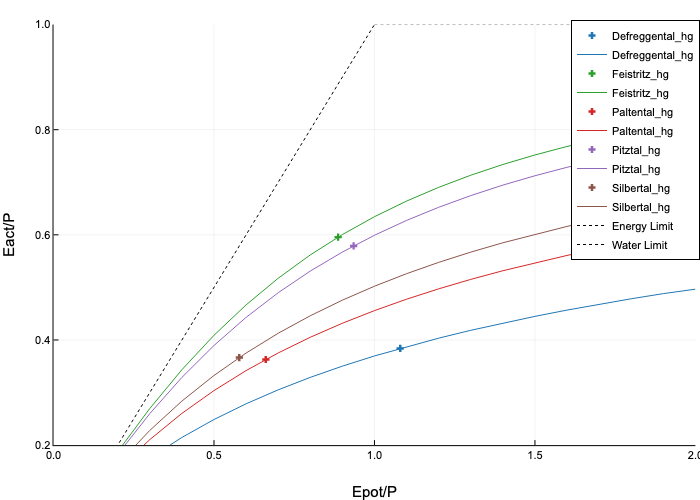 1.0
0.8
0.6
0.4
0.2
Eact/P
0.0
0.5
1.0
1.5
2.0
Epot/P
Defreggental_hg
Defreggental_hg
Feistritz_hg
Feistritz_hg
Paltental_hg
Paltental_hg
Pitztal_hg
Pitztal_hg
Silbertal_hg
Silbertal_hg
Energy Limit
Water Limit